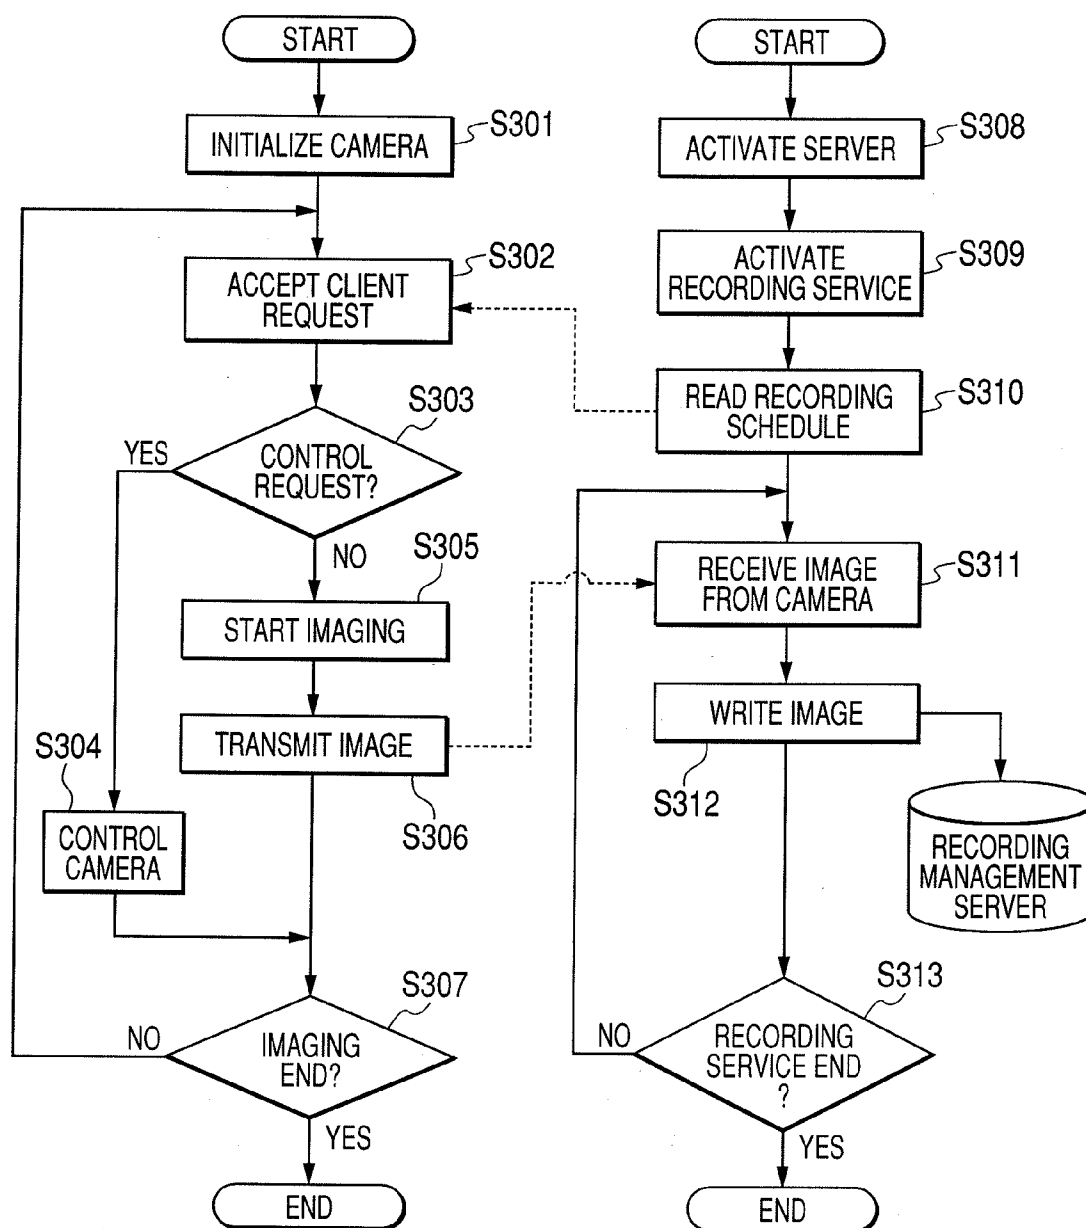 START
INITIALIZE CAMERA
S301
ACCEPT CLIENT
REQUEST
S302
CONTROL
REQUEST?
S303
YES
NO
START IMAGING
S305
TRANSMIT IMAGE
S306
S304
CONTROL
CAMERA
IMAGING
END?
S307
NO
YES
END
START
ACTIVATE SERVER
S308
ACTIVATE
RECORDING SERVICE
S309
READ RECORDING
SCHEDULE
S310
RECEIVE IMAGE
FROM CAMERA
S311
WRITE IMAGE
S312
RECORDING
MANAGEMENT
SERVER
RECORDING
SERVICE END
?
S313
NO
YES
END